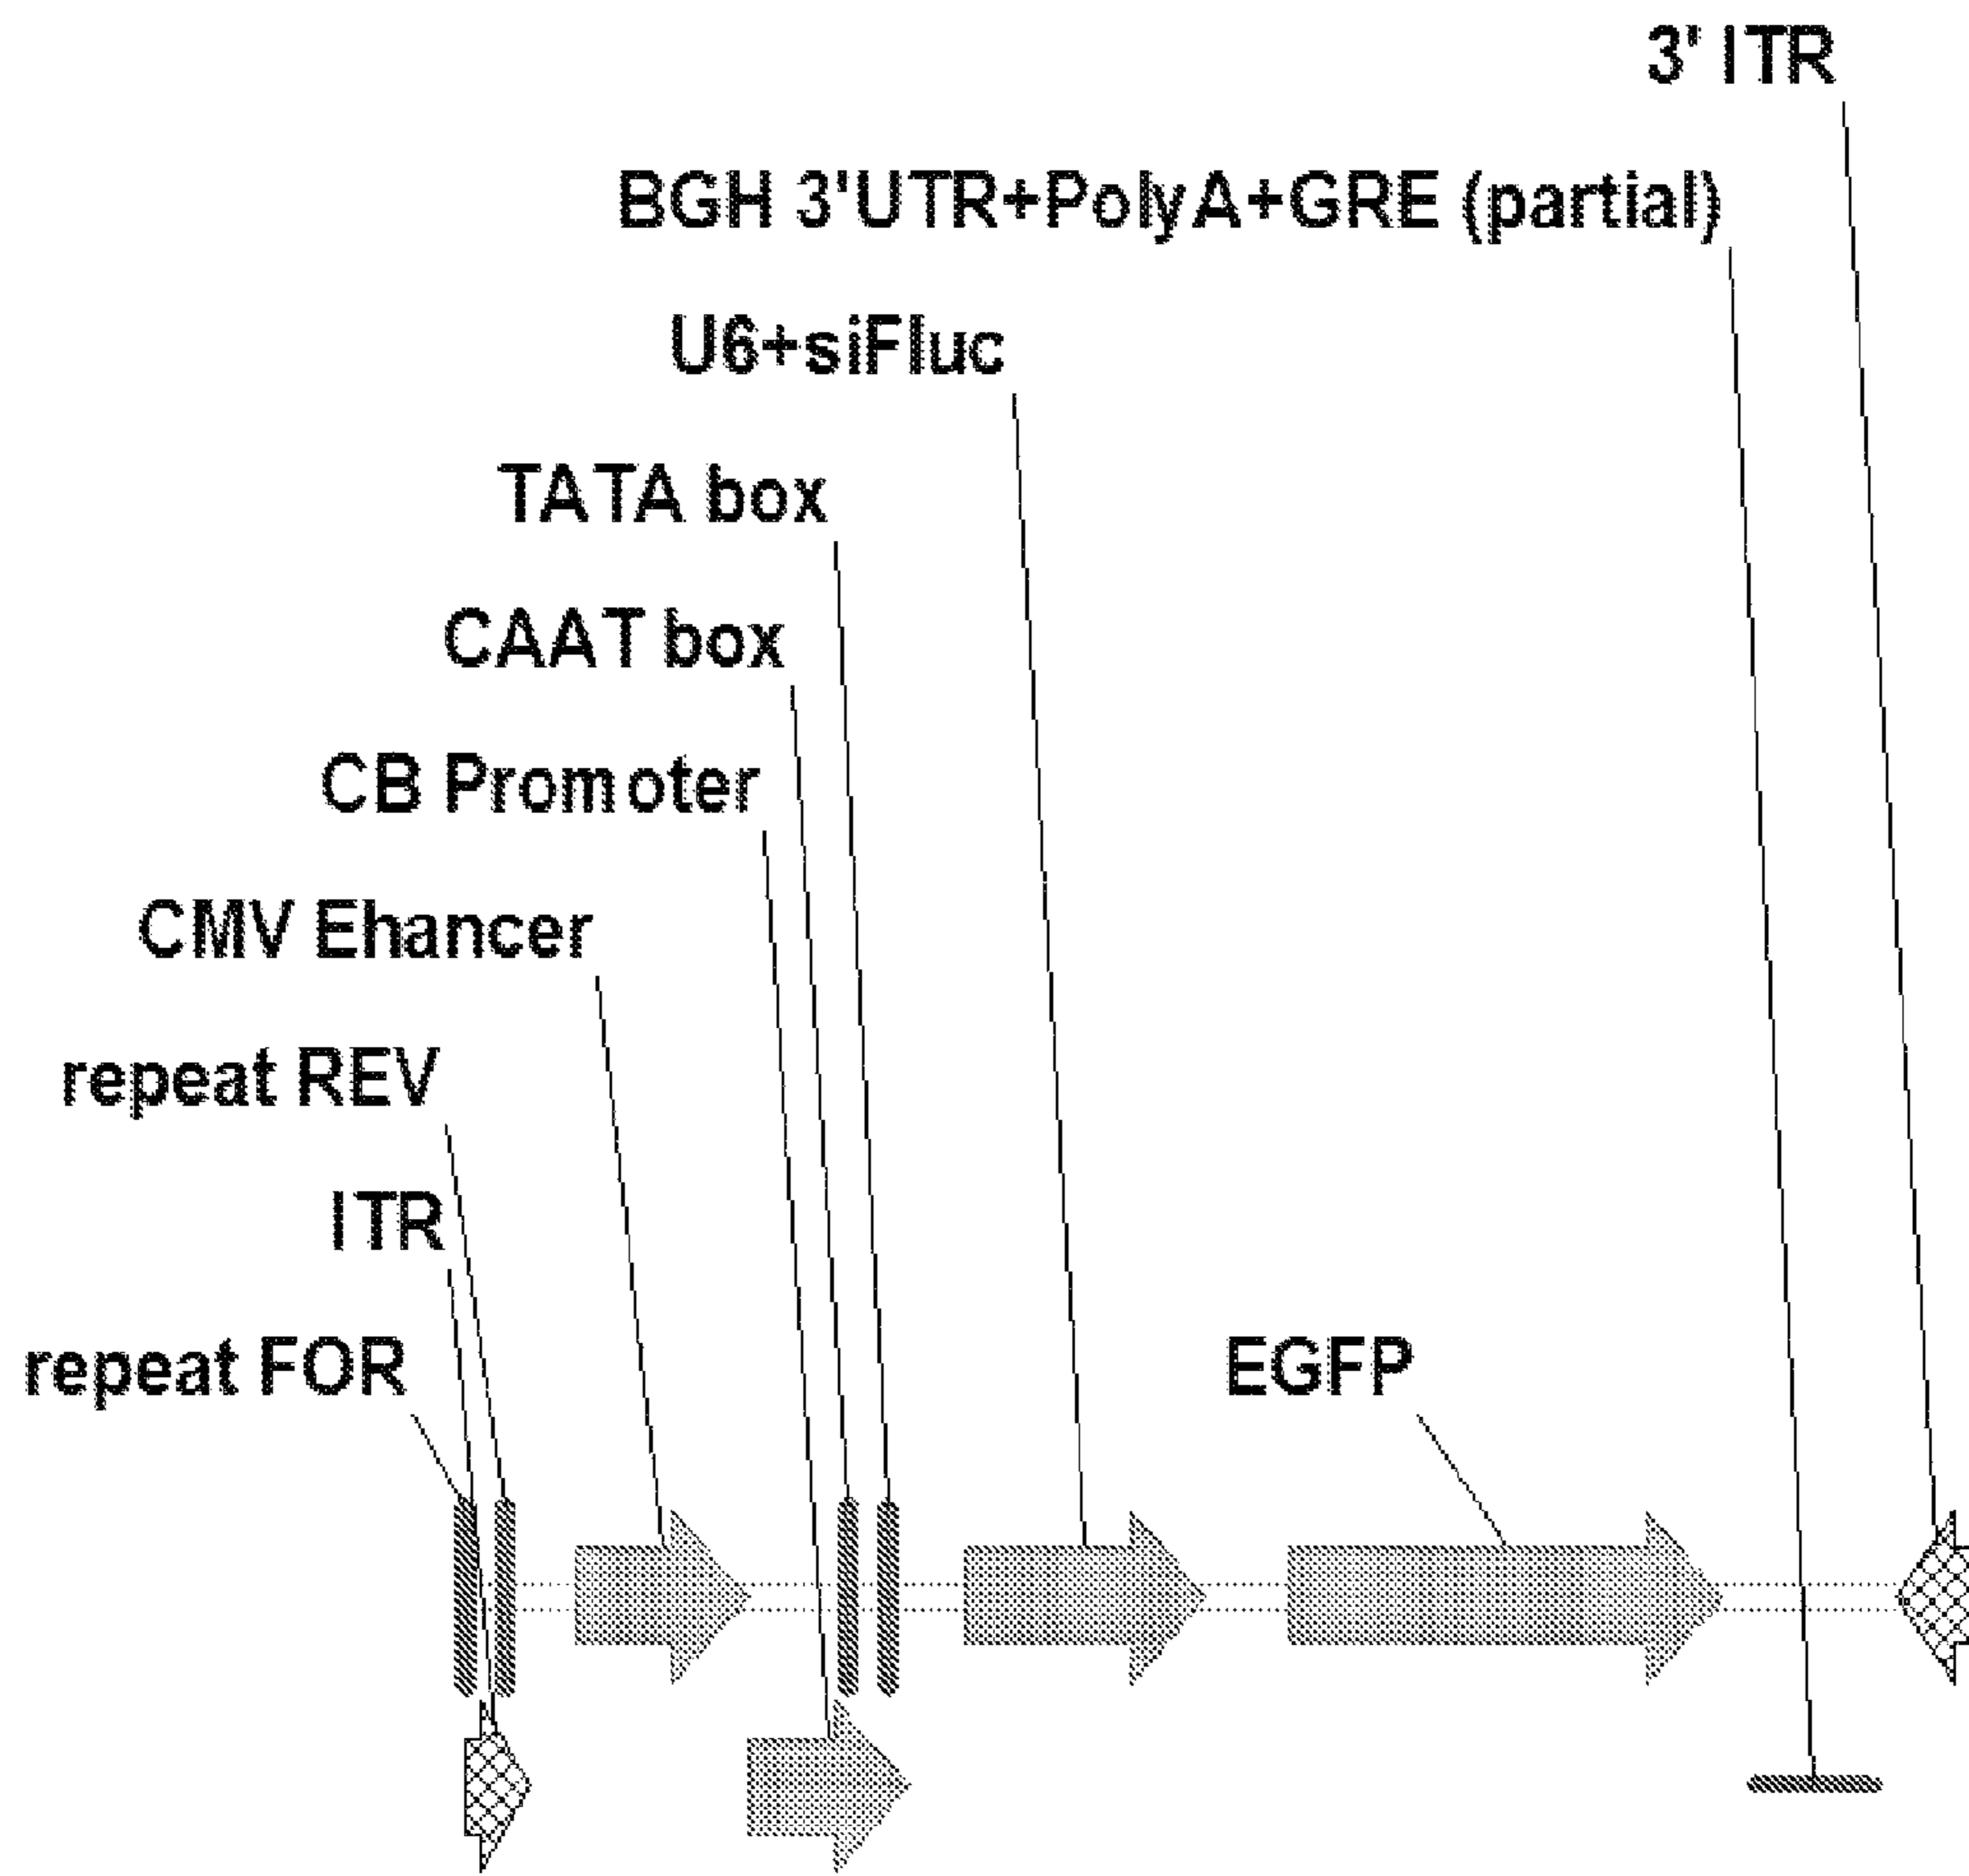 3' ITR
BGH 3'UTR+PolyA+GRE (partial)
U6+siFluc
TATA box
CAAT box
CB Promoter
CMV Ehancer
repeat REV
ITR
repeat FOR
EGFP